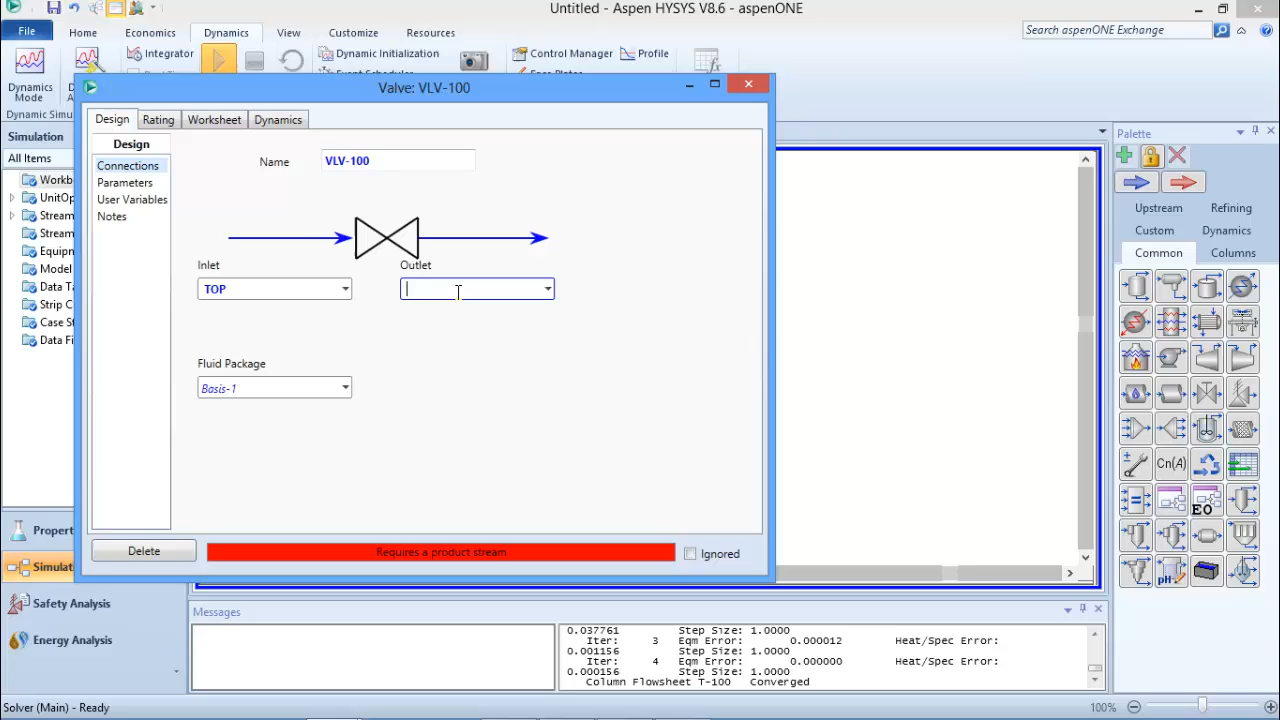 Untitled - Aspen HYSYS V8.6 - aspenONE
File
Home
Economics
Dynamics
View
Customize
Resources
Search aspenONE Exchange
Dynamics
Mode
Integrator
Dynamic Initialization
Control Manager
Profile
Dynamic Simu
Simulation
All Items
Workb
UnitOp
Stream
Stream
Equip
Model
Data Ta
Strip C
Case St
Data Fi
Propert
Simulat
Safety Analysis
Energy Analysis
Valve: VLV-100
Design
Rating
Worksheet
Dynamics
Design
Connections
Parameters
User Variables
Notes
Name
VLV-100
Inlet
Outlet
TOP
Fluid Package
Basis-1
Delete
Requires a product stream
Ignored
Palette
Upstream
Refining
Custom
Dynamics
Common
Columns
Cn(A)
EO
pH
Messages
0.037761 Step Size: 1.0000
Iter: 3 Eqm Error: 0.000012 Heat/Spec Error:
0.001156 Step Size: 1.0000
Iter: 4 Eqm Error: 0.000000 Heat/Spec Error:
0.000156 Step Size: 1.0000
Column Flowsheet T-100 Converged
Solver (Main) - Ready
100%